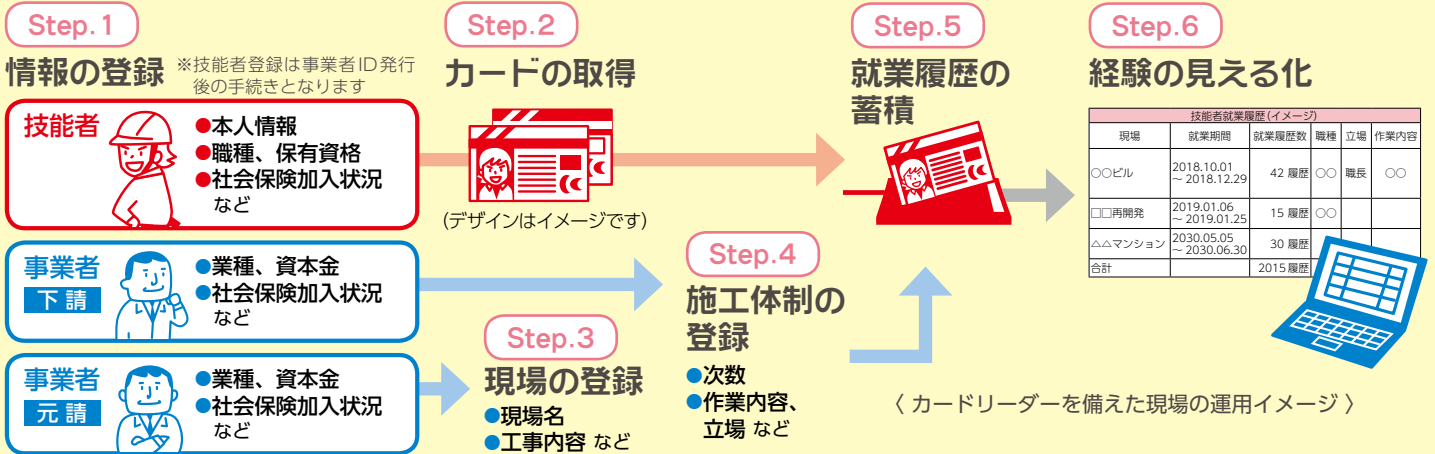 Step.1
情報の登録
※技能者登録は事業者ID発行
後の手続きとなります
技能者
●本人情報
●職種、保有資格
●社会保険加入状況
など
事業者
下請
●業種、資本金
●社会保険加入状況
など
事業者
元請
●業種、資本金
●社会保険加入状況
など
Step.2
カードの取得
(デザインはイメージです)
Step.3
現場の登録
●現場名
●工事内容 など
Step.4
施工体制の
登録
●次数
●作業内容、
立場 など
Step.5
就業履歴の
蓄積
Step.6
経験の見える化
技能者就業履歴(イメージ)
現場 就業期間 就業履歴数 職種 立場 作業内容
○○ビル 2018.10.01 ～2018.12.29 42 履歴 ○○ 職長 ○○
□□再開発 2019.01.06 ～2019.01.25 15 履歴 ○○
△△マンション 2030.05.05 ～2030.06.30 30 履歴
合計 2015 履歴
〈 カードリーダーを備えた現場の運用イメージ 〉